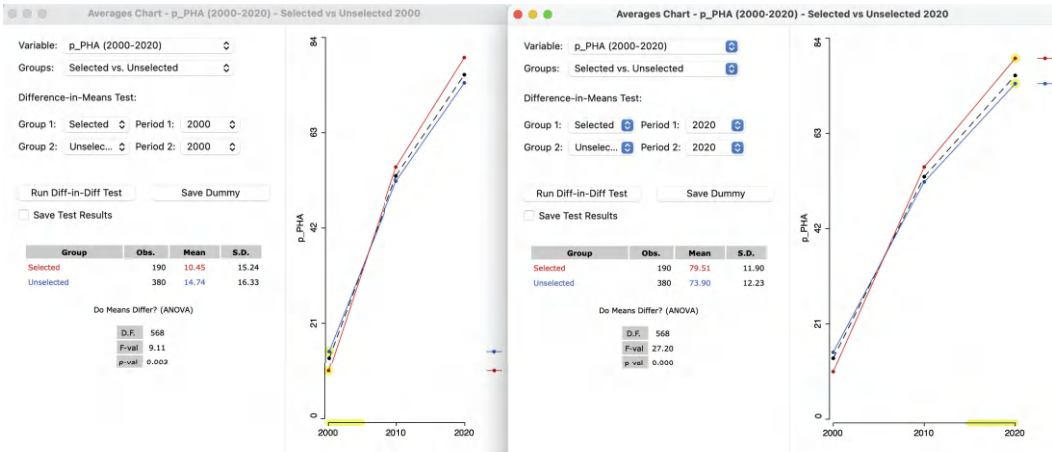 Averages Chart - p_PHA (2000-2020) - Selected vs Unselected 2000
Variable: p_PHA (2000-2020)
Groups: Selected vs. Unselected
Difference-in-Means Test:
Group 1: Selected Period 1: 2000
Group 2: Unselec... Period 2: 2000
Run Diff-in-Diff Test Save Dummy
Save Test Results
Group Obs. Mean S.D.
Selected 190 10.45 15.24
Unselected 380 14.74 16.33
Do Means Differ? (ANOVA)
D.F. 568
F-val 9.11
p-val 0.002
p_PHA
84
63
42
21
0
2000 2010 2020
Averages Chart - p_PHA (2000-2020) - Selected vs Unselected 2020
Variable: p_PHA (2000-2020)
Groups: Selected vs. Unselected
Difference-in-Means Test:
Group 1: Selected Period 1: 2020
Group 2: Unselec... Period 2: 2020
Run Diff-in-Diff Test Save Dummy
Save Test Results
Group Obs. Mean S.D.
Selected 190 79.51 11.90
Unselected 380 73.90 12.23
Do Means Differ? (ANOVA)
D.F. 568
F-val 27.20
p-val 0.000
p_PHA
84
63
42
21
0
2000 2010 2020